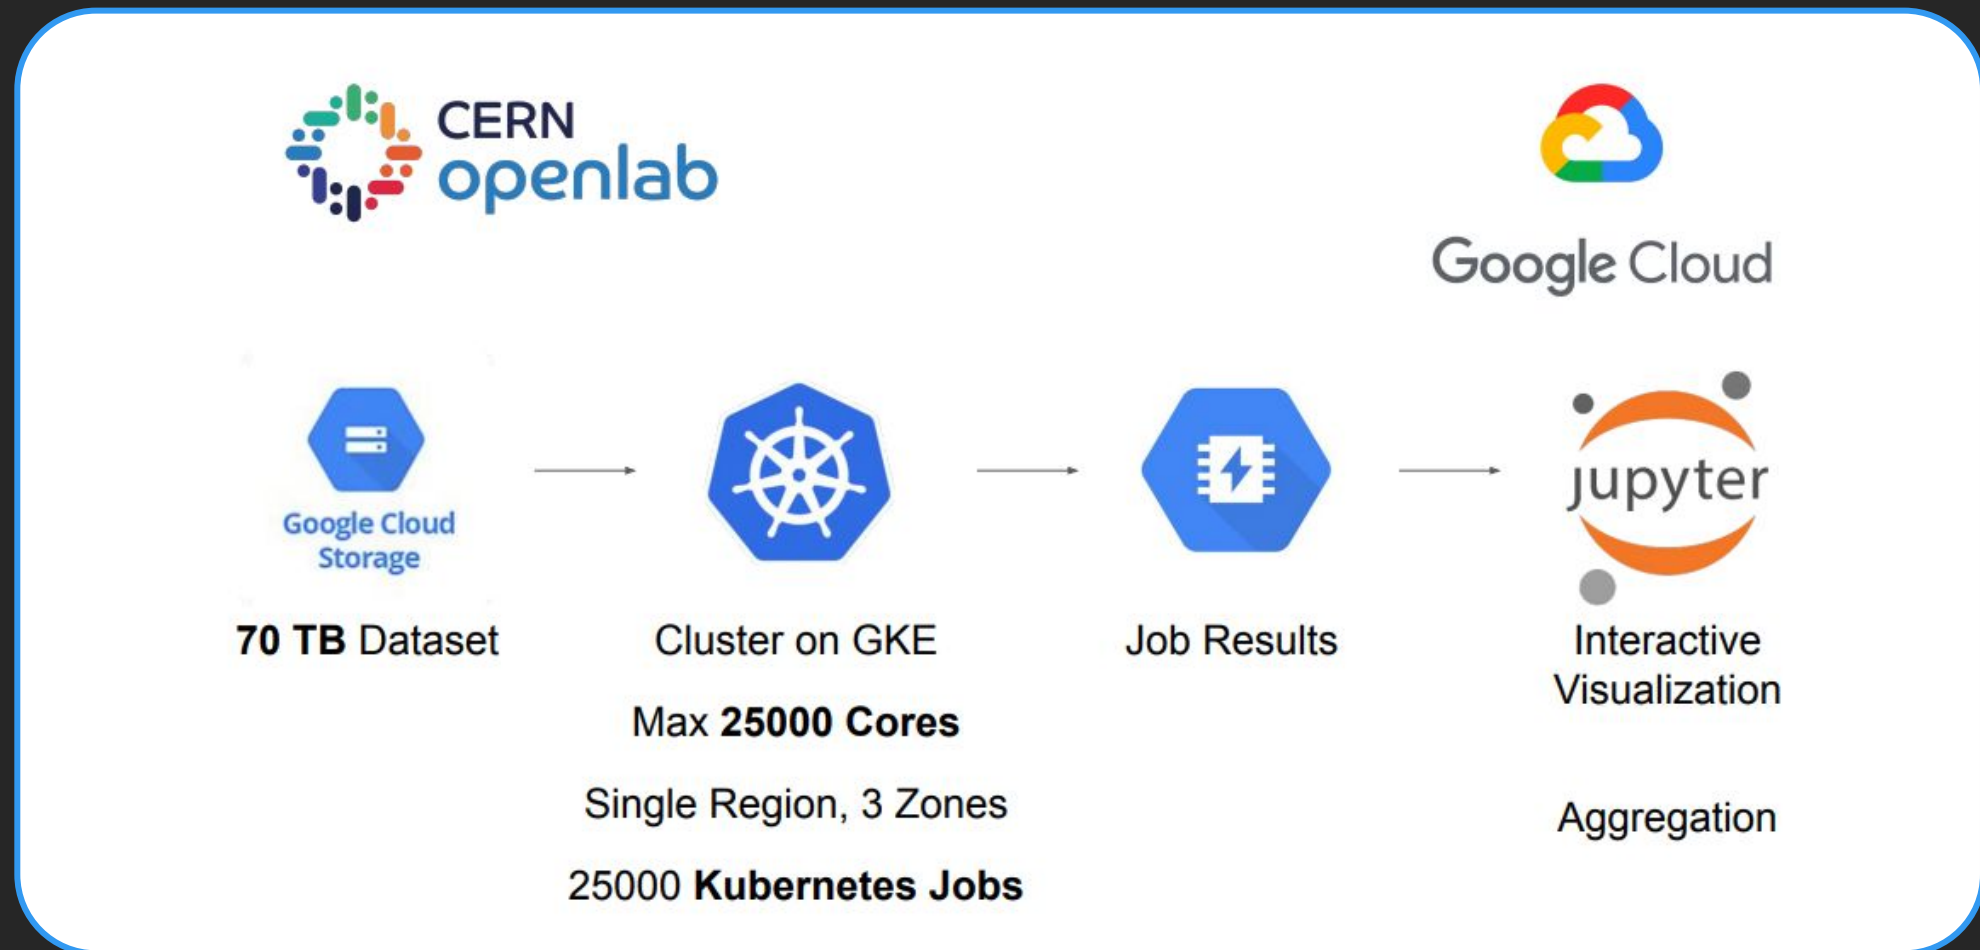 CERN
openlab
Google Cloud
Google Cloud
Storage
jupyter
70 TB Dataset
Cluster on GKE
Max 25000 Cores
Single Region, 3 Zones
25000 Kubernetes Jobs
Job Results
Interactive
Visualization
Aggregation